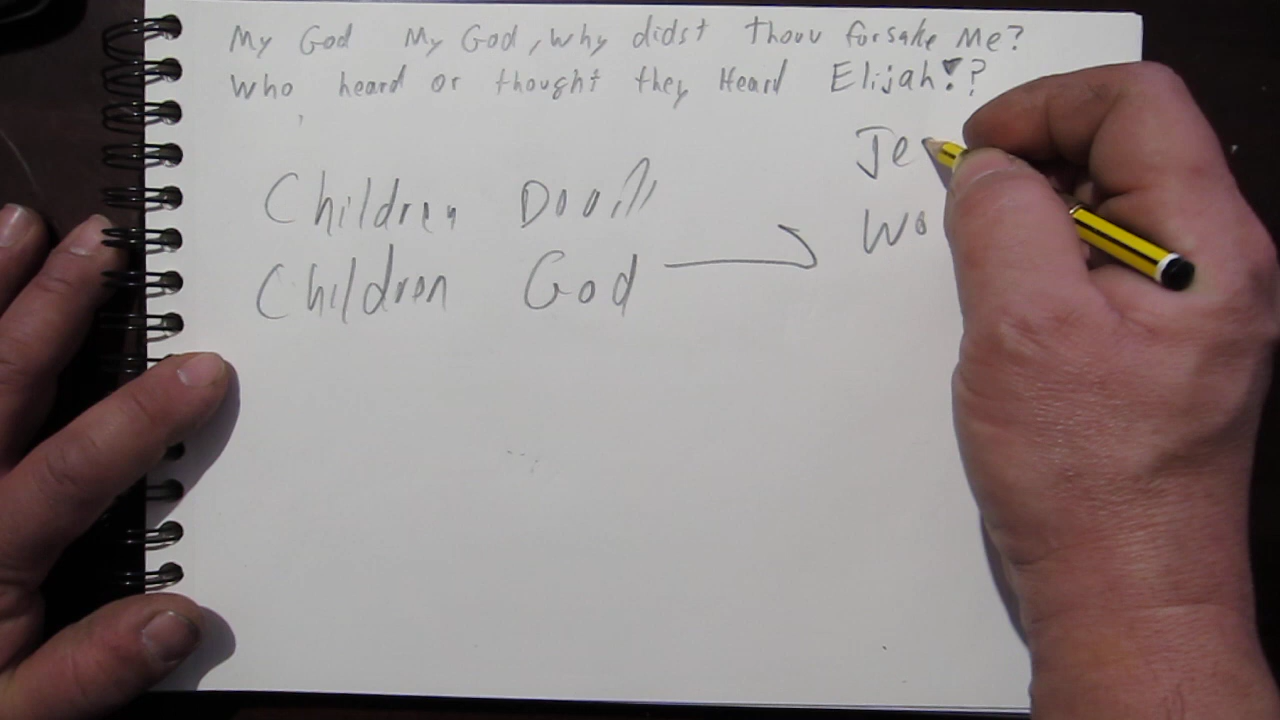 My God My God, why didst thou forsake Me?
Who heard or thought they Heard Elijah!?
Je
Children
Wo
Children God